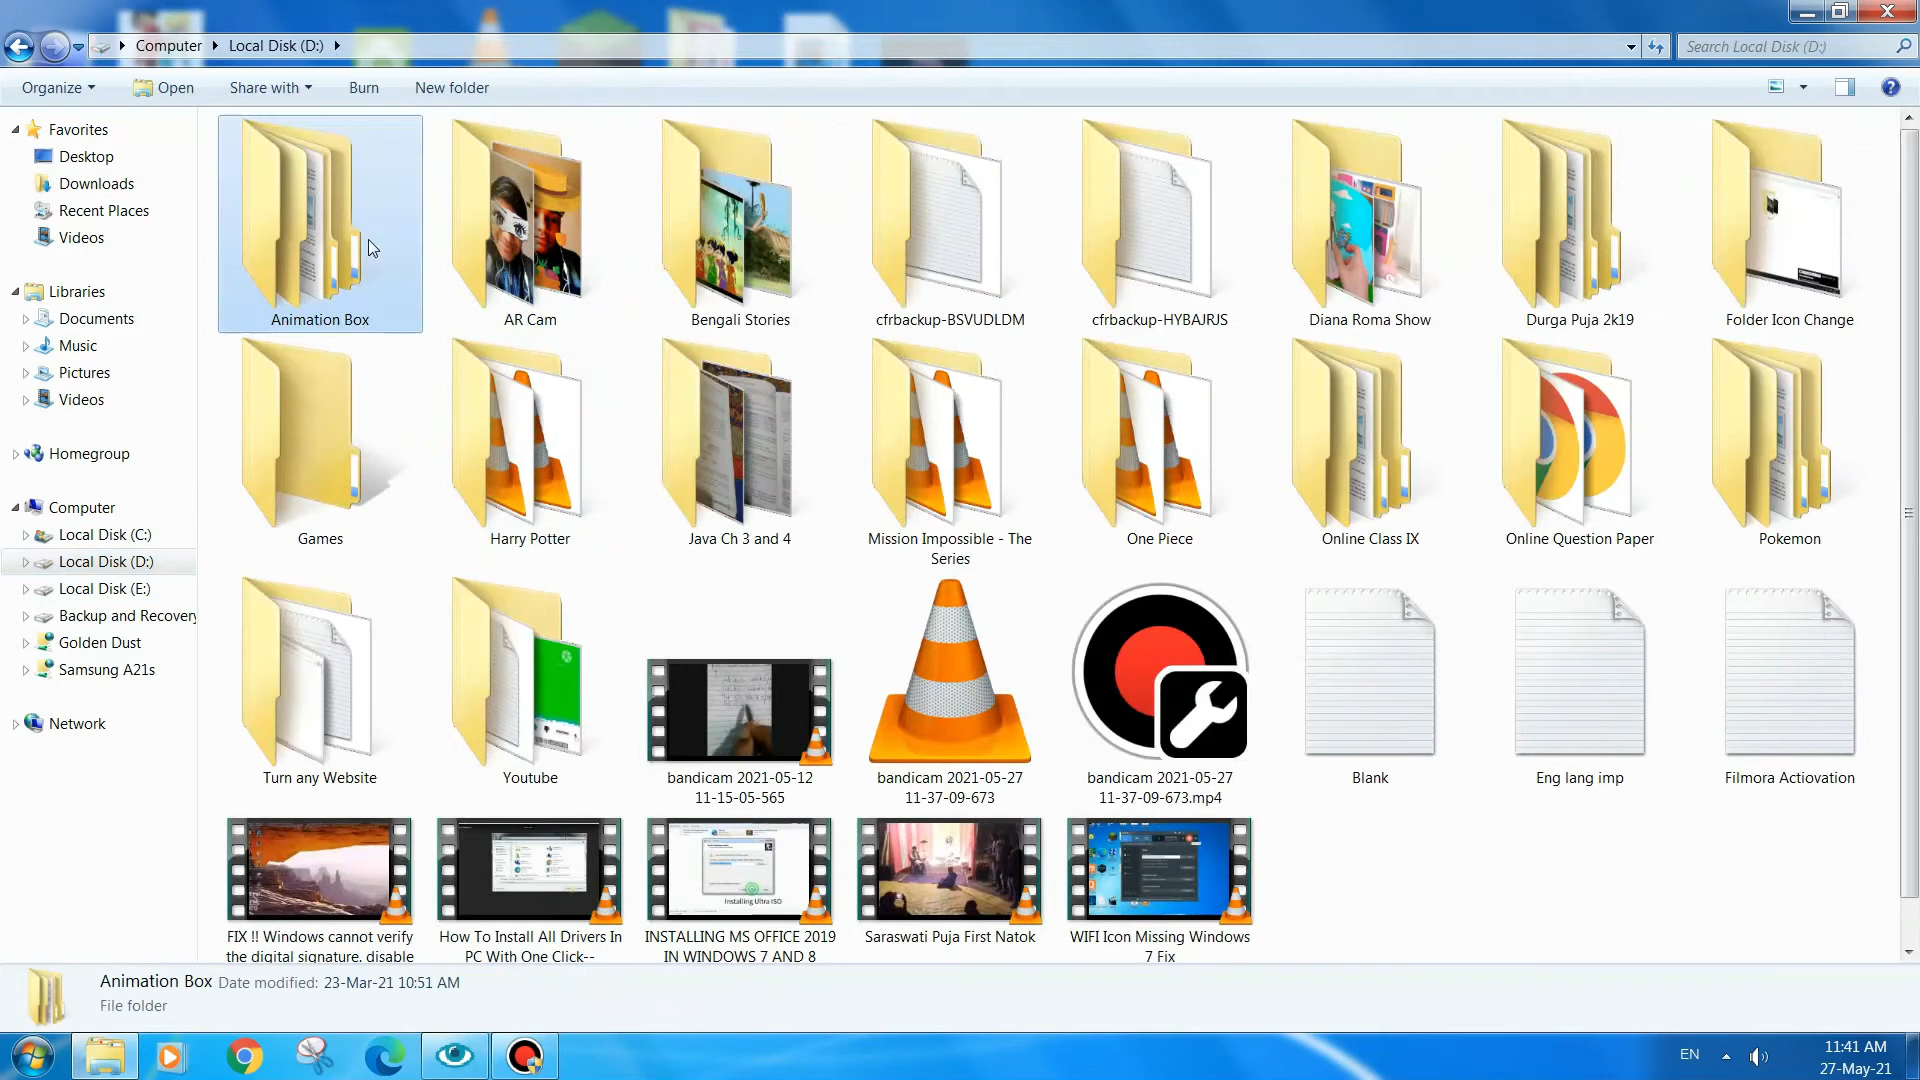 Computer
Local Disk (D:)
Search Local Disk (D:)
Organize
Open
Share with
Burn
New folder
Favorites
Desktop
Downloads
Recent Places
Videos
Libraries
Documents
Music
Pictures
Videos
Homegroup
Computer
Local Disk (C:)
Local Disk (D:)
Local Disk (E:)
Backup and Recovery
Golden Dust
Samsung A21s
Network
Animation Box
AR Cam
Bengali Stories
cfrbackup-BSVUDLDM
cfrbackup-HYBAJRJS
Diana Roma Show
Durga Puja 2k19
Folder Icon Change
Games
Harry Potter
Java Ch 3 and 4
Mission Impossible - The
Series
One Piece
Online Class IX
Online Question Paper
Pokemon
Turn any Website
Youtube
bandicam 2021-05-12
11-15-05-565
bandicam 2021-05-27
11-37-09-673
bandicam 2021-05-27
11-37-09-673.mp4
Blank
Eng lang imp
Filmora Actiovation
Installing Ultra ISO
FIX !! Windows cannot verify
the digital signature. disable
How To Install All Drivers In
PC With One Click--
INSTALLING MS OFFICE 2019
IN WINDOWS 7 AND 8
Saraswati Puja First Natok
WIFI Icon Missing Windows
7 Fix
Animation Box Date modified: 23-Mar-21 10:51 AM
File folder
EN
11:41 AM
27-May-21